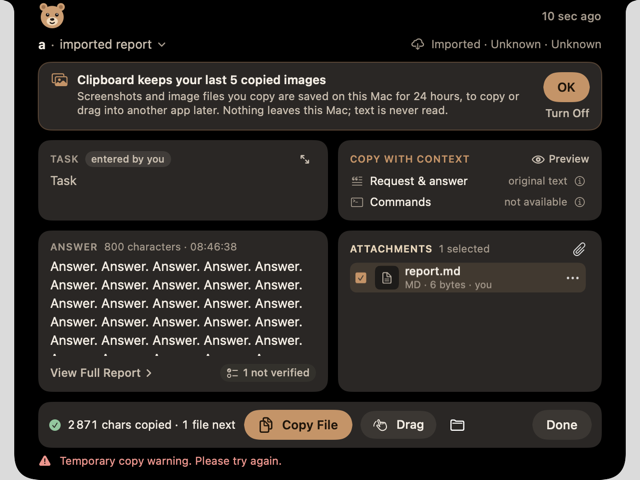 10 sec ago
a · imported report
Imported · Unknown · Unknown
Clipboard keeps your last 5 copied images
Screenshots and image files you copy are saved on this Mac for 24 hours, to copy or
drag into another app later. Nothing leaves this Mac; text is never read.
OK
Turn Off
TASK entered by you
Task
COPY WITH CONTEXT Preview
Request & answer original text
Commands not available
ANSWER 800 characters · 08:46:38
Answer. Answer. Answer. Answer. Answer.
Answer. Answer. Answer. Answer. Answer.
Answer. Answer. Answer. Answer. Answer.
Answer. Answer. Answer. Answer. Answer.
Answer. Answer. Answer. Answer. Answer.
View Full Report 1 not verified
ATTACHMENTS 1 selected
report.md
MD · 6 bytes · you
2 871 chars copied · 1 file next
Copy File
Drag
Done
Temporary copy warning. Please try again.